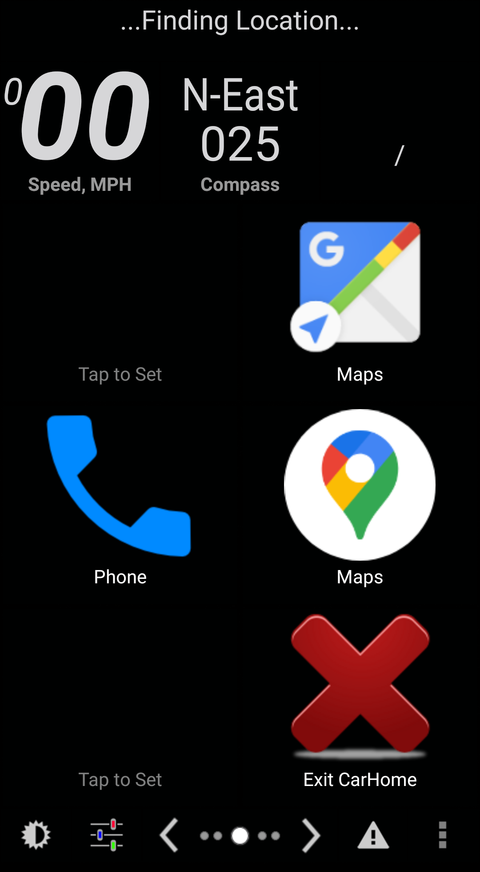 ...Finding Location...
000
N-East
025
/
Speed, MPH
Compass
G
Tap to Set
Maps
Phone
Maps
Tap to Set
Exit CarHome